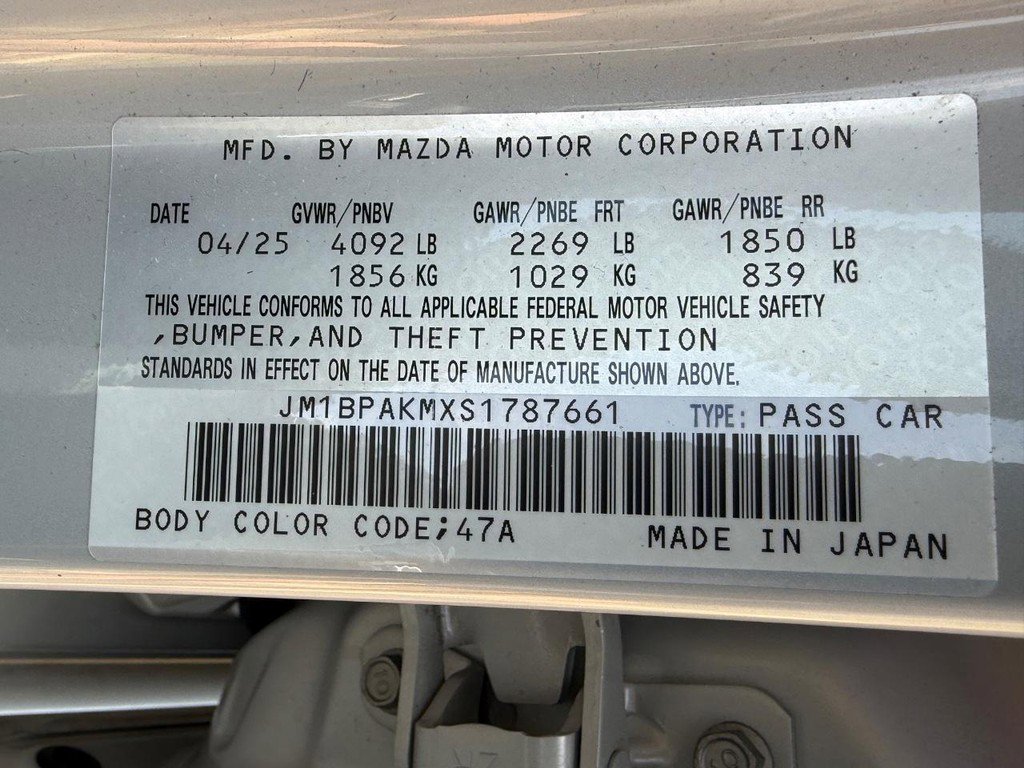 MFD. BY MAZDA MOTOR CORPORATION
DATE GVWR/PNBV GAWR/PNBE FRT GAWR/PNBE RR
04/25 4092 LB 2269 LB 1850 LB
1856 KG 1029 KG 839 KG
THIS VEHICLE CONFORMS TO ALL APPLICABLE FEDERAL MOTOR VEHICLE SAFETY
,BUMPER,AND THEFT PREVENTION
STANDARDS IN EFFECT ON THE DATE OF MANUFACTURE SHOWN ABOVE.
JM1BPAKMXS1787661 TYPE: PASS CAR
BODY COLOR CODE;47A MADE IN JAPAN